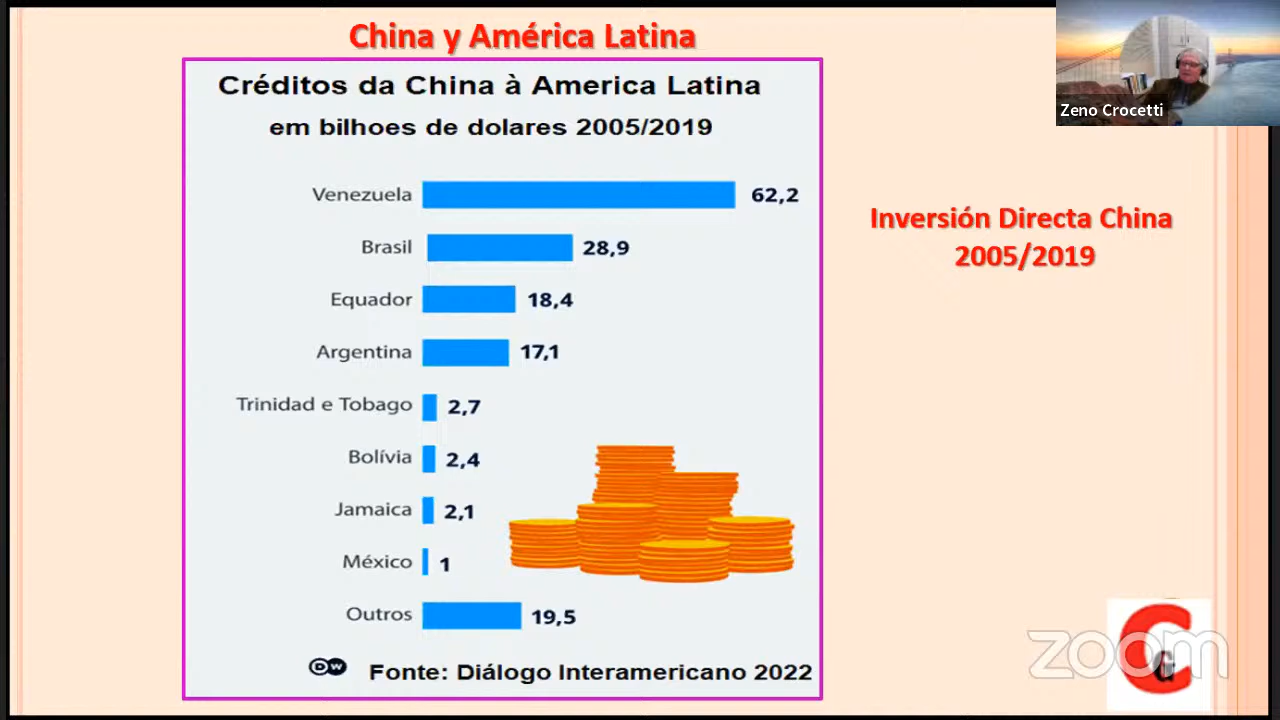 China y América Latina
Créditos da China à America Latina
em bilhoes de dolares 2005/2019
Venezuela 62,2
Brasil 28,9
Equador 18,4
Argentina 17,1
Trinidad e Tobago 2,7
Bolívia 2,4
Jamaica 2,1
México 1
Outros 19,5
DW Fonte: Diálogo Interamericano 2022
Zeno Crocetti
Inversión Directa China
2005/2019
zoom
C
G